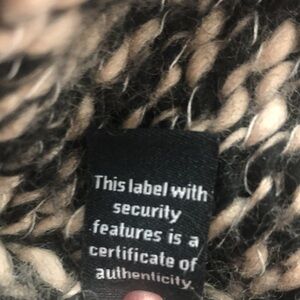 This label with
security
features is a
certificate of
authenticity.